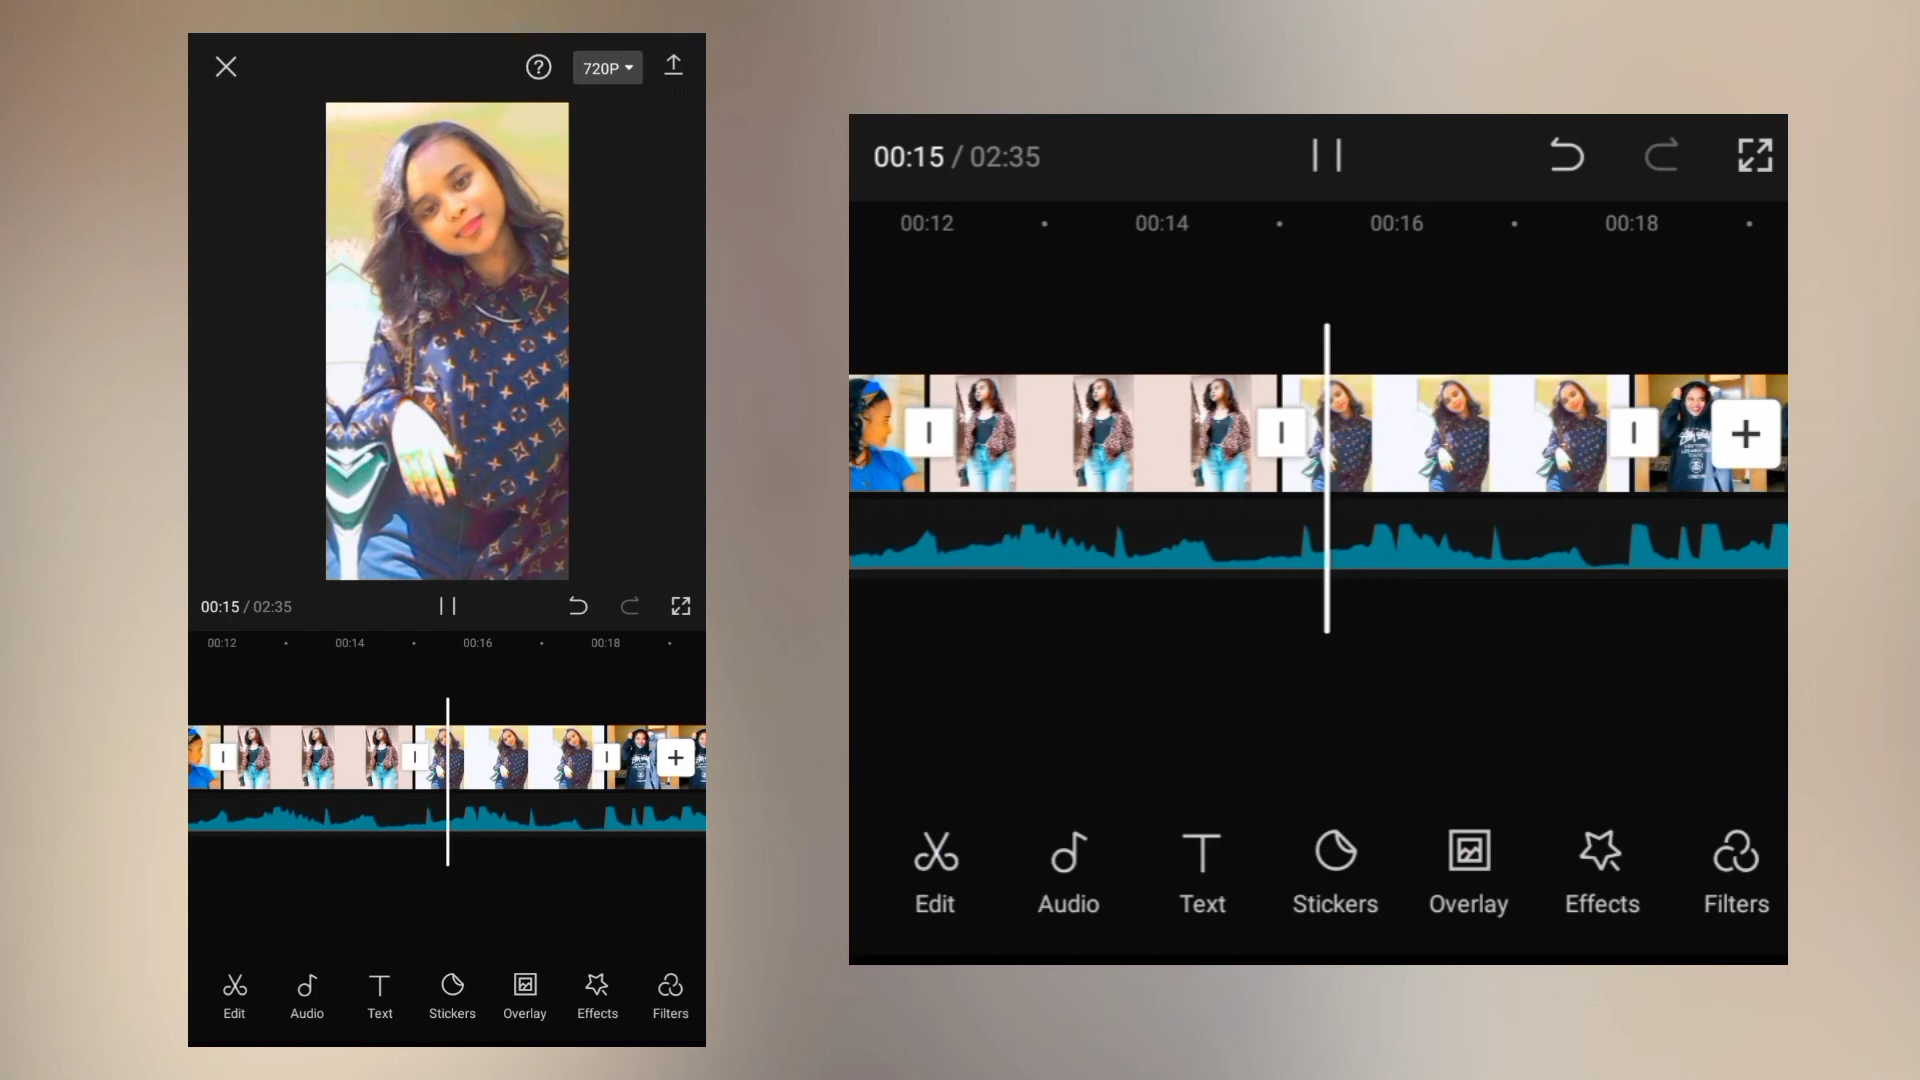 720P
00:15 / 02:35
00:12
00:14
00:16
00:18
Edit
Audio
Text
Stickers
Overlay
Effects
Filters
00:15 / 02:35
00:12
00:14
00:16
00:18
Edit
Audio
Text
Stickers
Overlay
Effects
Filters